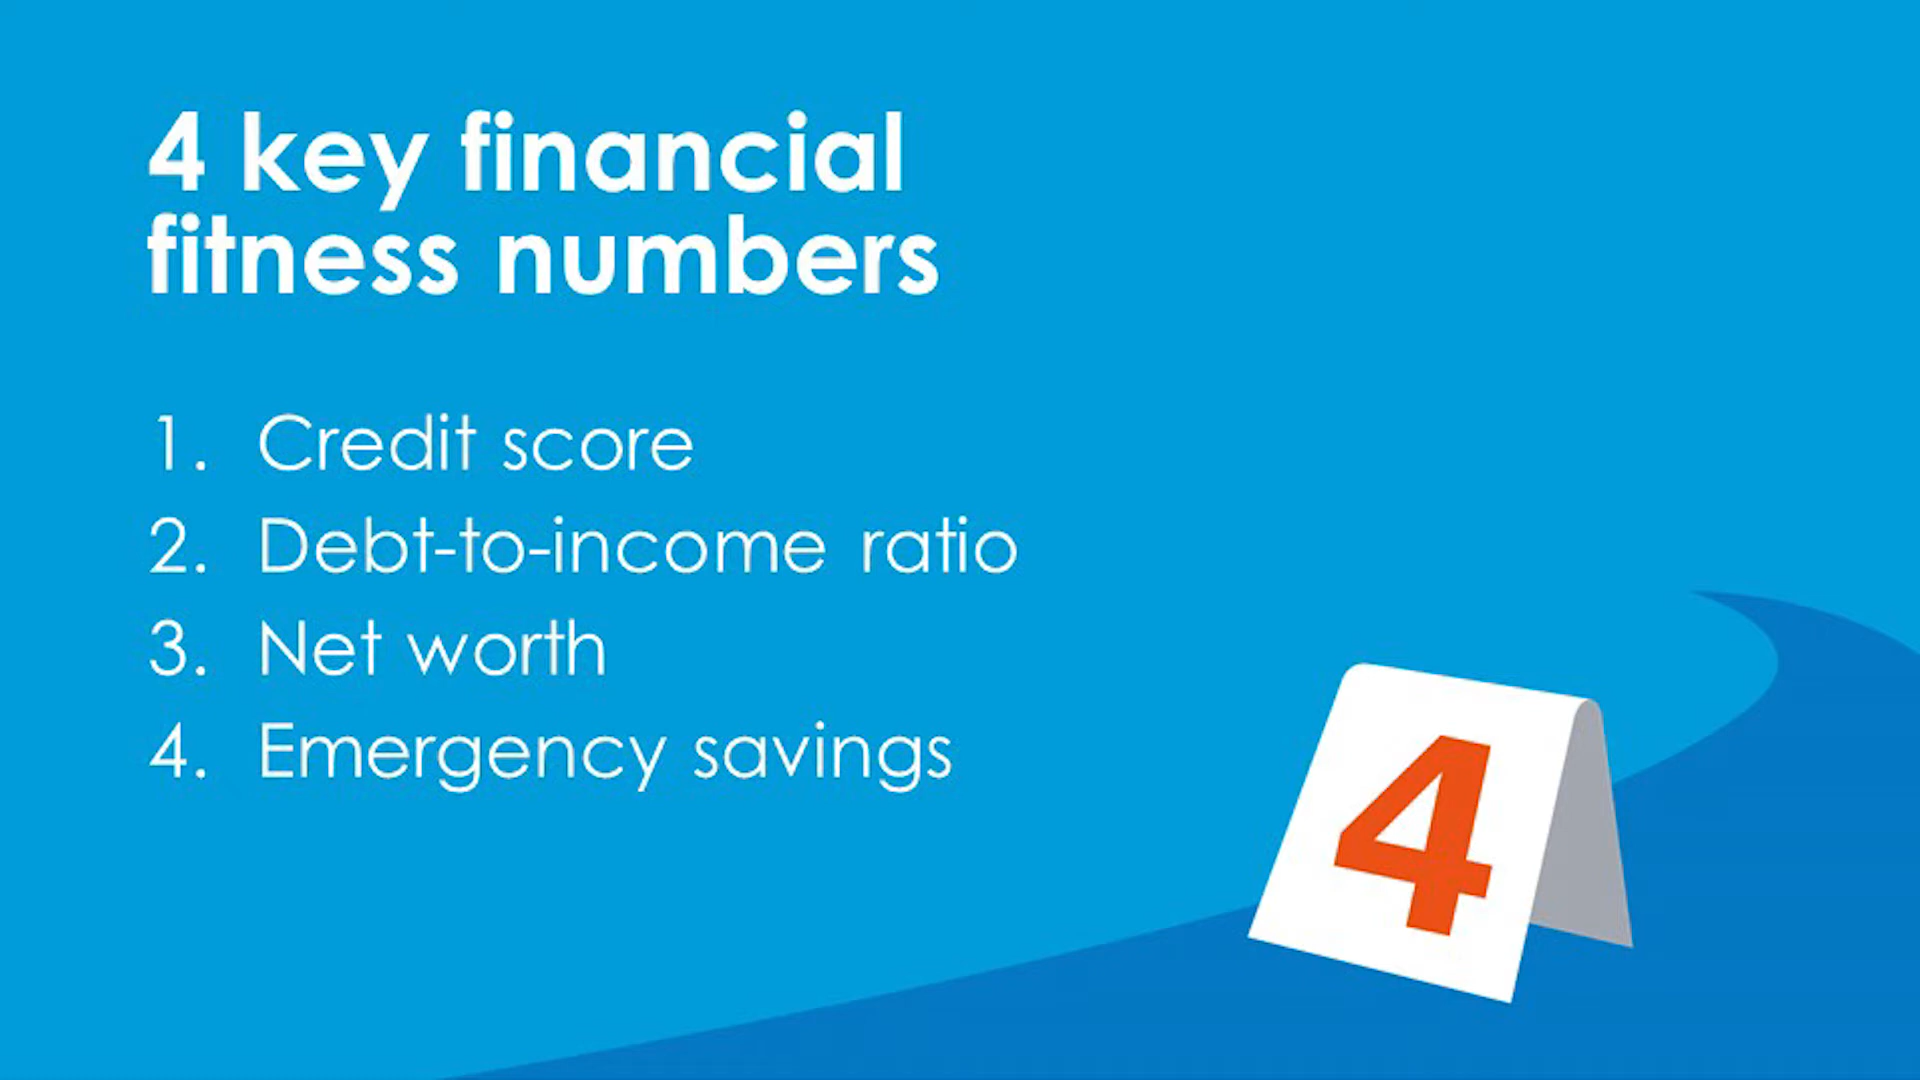 4 key financial
fitness numbers
1. Credit score
2. Debt-to-income ratio
3. Net worth
4. Emergency savings
4